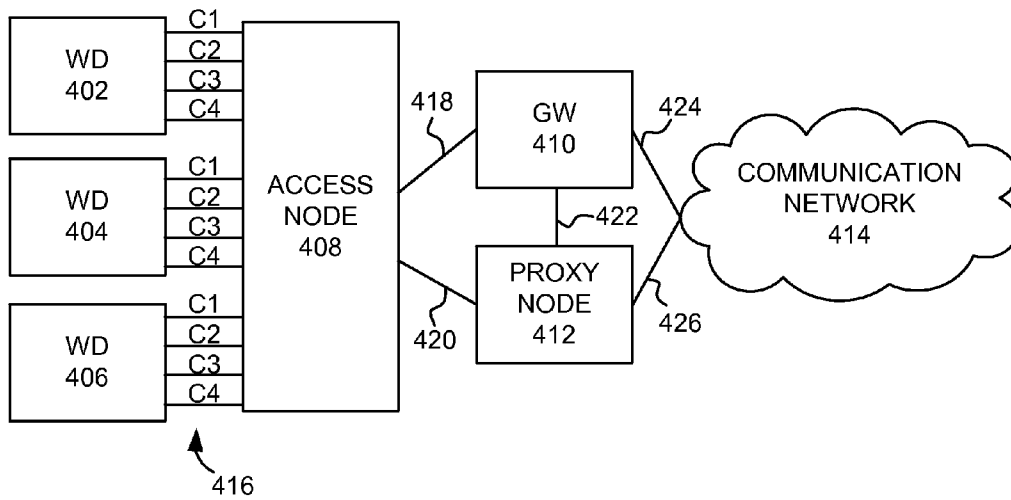 WD
402
C1
C2
C3
C4
WD
404
C1
C2
C3
C4
WD
406
C1
C2
C3
C4
416
ACCESS
NODE
408
418
420
GW
410
422
PROXY
NODE
412
424
426
COMMUNICATION
NETWORK
414